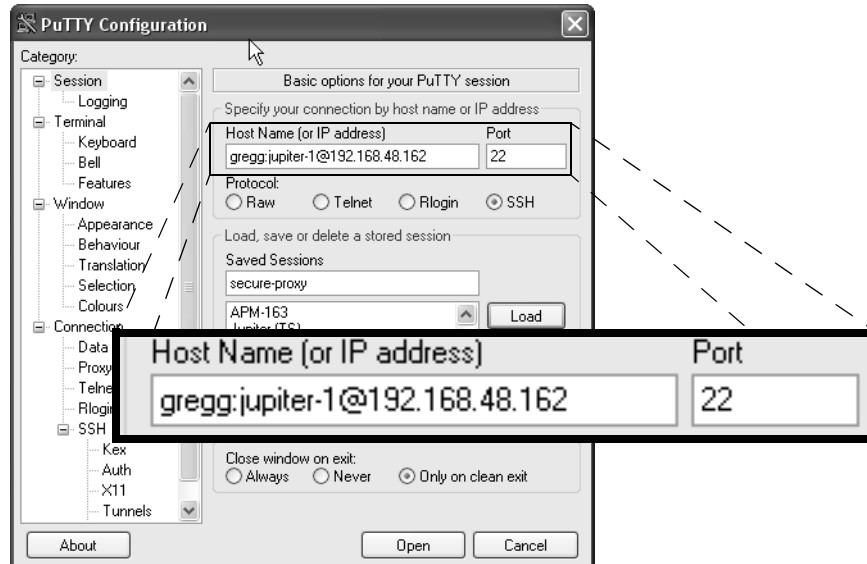 PuTTY Configuration
Category:
Session
Logging
Terminal
Keyboard
Bell
Features
Window
Appearance
Behaviour
Translation
Selection
Colours
Connection
Data
Proxy
SSH
Kex
Auth
X11
Tunnels
Basic options for your PuTTY session
Specify your connection by host name or IP address
Host Name (or IP address) Port
gregg:jupiter-1@192.168.48.162 22
Protocol:
Raw Telnet Rlogin SSH
Load, save or delete a stored session
Saved Sessions
secure-proxy
APM-163
Jupiter (TS)
Load
Host Name (or IP address) Port
gregg:jupiter-1@192.168.48.162 22
Close window on exit:
Always Never Only on clean exit
About Open Cancel